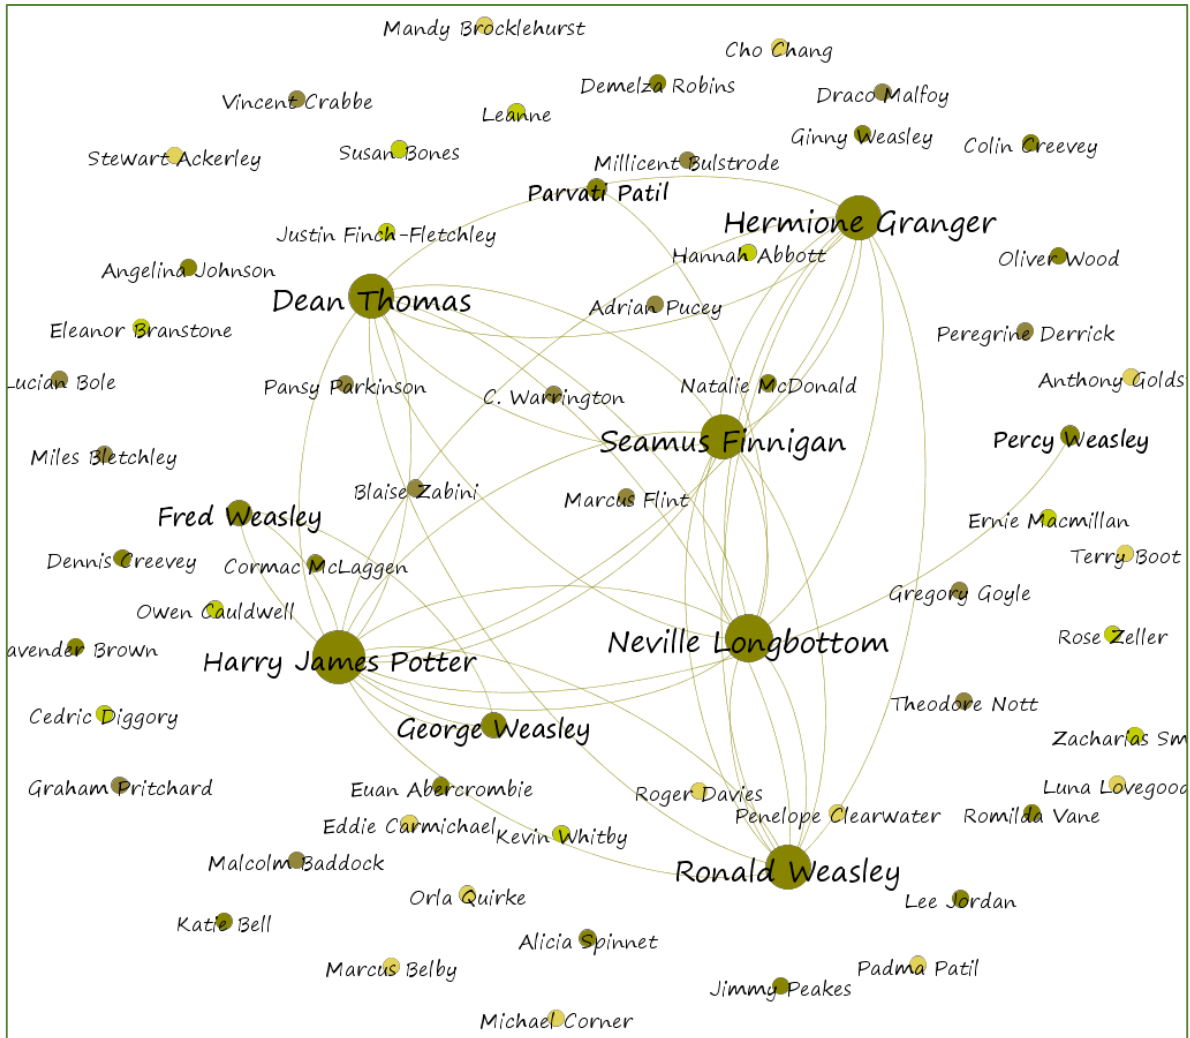 Mandy Brocklehurst
Cho Chang
Demelza Robins
Draco Malfoy
Vincent Crabbe
Leanne
Ginny Weasley
Colin Creevey
Susan Bones
Stewart Ackerley
Millicent Bulstrode
Parvati Patil
Hermione Granger
Justin Finch-Fletchley
Hannah Abbott
Oliver Wood
Angelina Johnson
Dean Thomas
Adrian Pucey
Eleanor Branstone
Peregrine Derrick
Lucian Bole
Pansy Parkinson
C. Warrington
Natalie McDonald
Anthony Golds
Seamus Finnigan
Percy Weasley
Miles Bletchley
Blaise Zabini
Marcus Flint
Fred Weasley
Ernie Macmillan
Dennis Creevey
Cormac McLaggen
Terry Boot
Gregory Goyle
Owen Cauldwell
Rose Zeller
avender Brown
Harry James Potter
Neville Longbottom
Theodore Nott
Cedric Diggory
George Weasley
Zacharias Sm
Graham Pritchard
Euan Abercrombie
Roger Davies
Luna Lovegood
Penelope Clearwater
Romilda Vane
Eddie Carmichael
Kevin Whitby
Malcolm Baddock
Ronald Weasley
Orla Quirke
Lee Jordan
Katie Bell
Alicia Spinnet
Marcus Belby
Padma Patil
Jimmy Peakes
Michael Corner